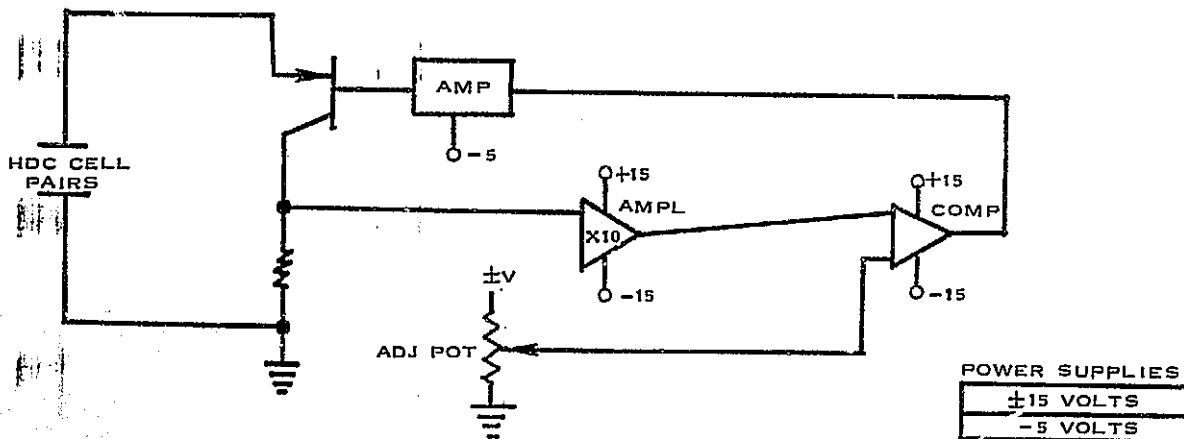 AMP
-5
HDC CELL
PAIRS
+15
AMPL
X10
-15
+15
COMP
-15
±V
ADJ POT
POWER SUPPLIES
±15 VOLTS
-5 VOLTS